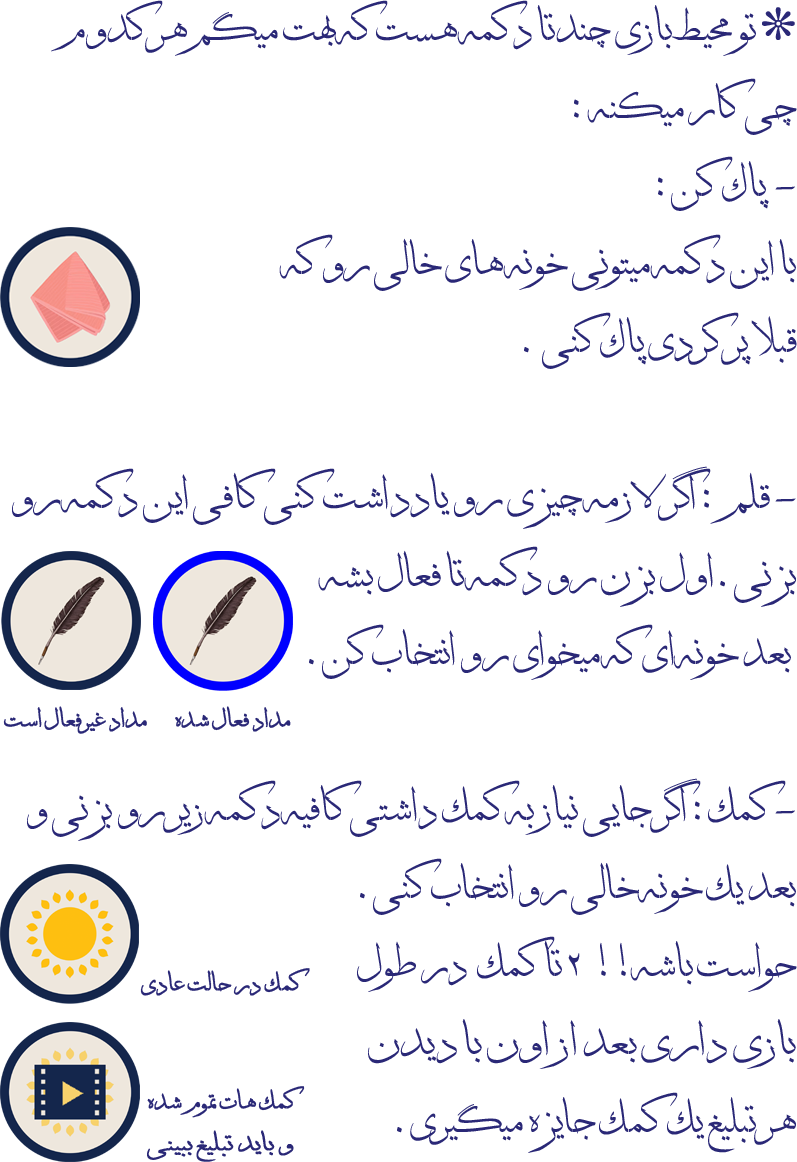 ❊ تو محیط بازی چندتا دکمه هست که بهت میگم هر کدوم
چی کار میکنه :
- پاک کن :
با این دکمه میتونی خونه های خالی رو که
قبلا پر کردی پاک کنی .
- قلم : اگر لازمه چیزی رو یادداشت کنی کافی این دکمه رو
بزنی . اول بزن رو دکمه تا فعال بشه
بعد خونه ای که میخوای رو انتخاب کن .
مداد فعال شده
مداد غیرفعال است
- کمک : اگر جایی نیاز به کمک داشتی کافیه دکمه زیر رو بزنی و
بعد یک خونه خالی رو انتخاب کنی .
حواست باشه ! ! ۲ تا کمک در طول
بازی داری بعد از اون با دیدن
هر تبلیغ یک کمک جایزه میگیری .
کمک در حالت عادی
کمک هات تموم شده
و باید تبلیغ ببینی